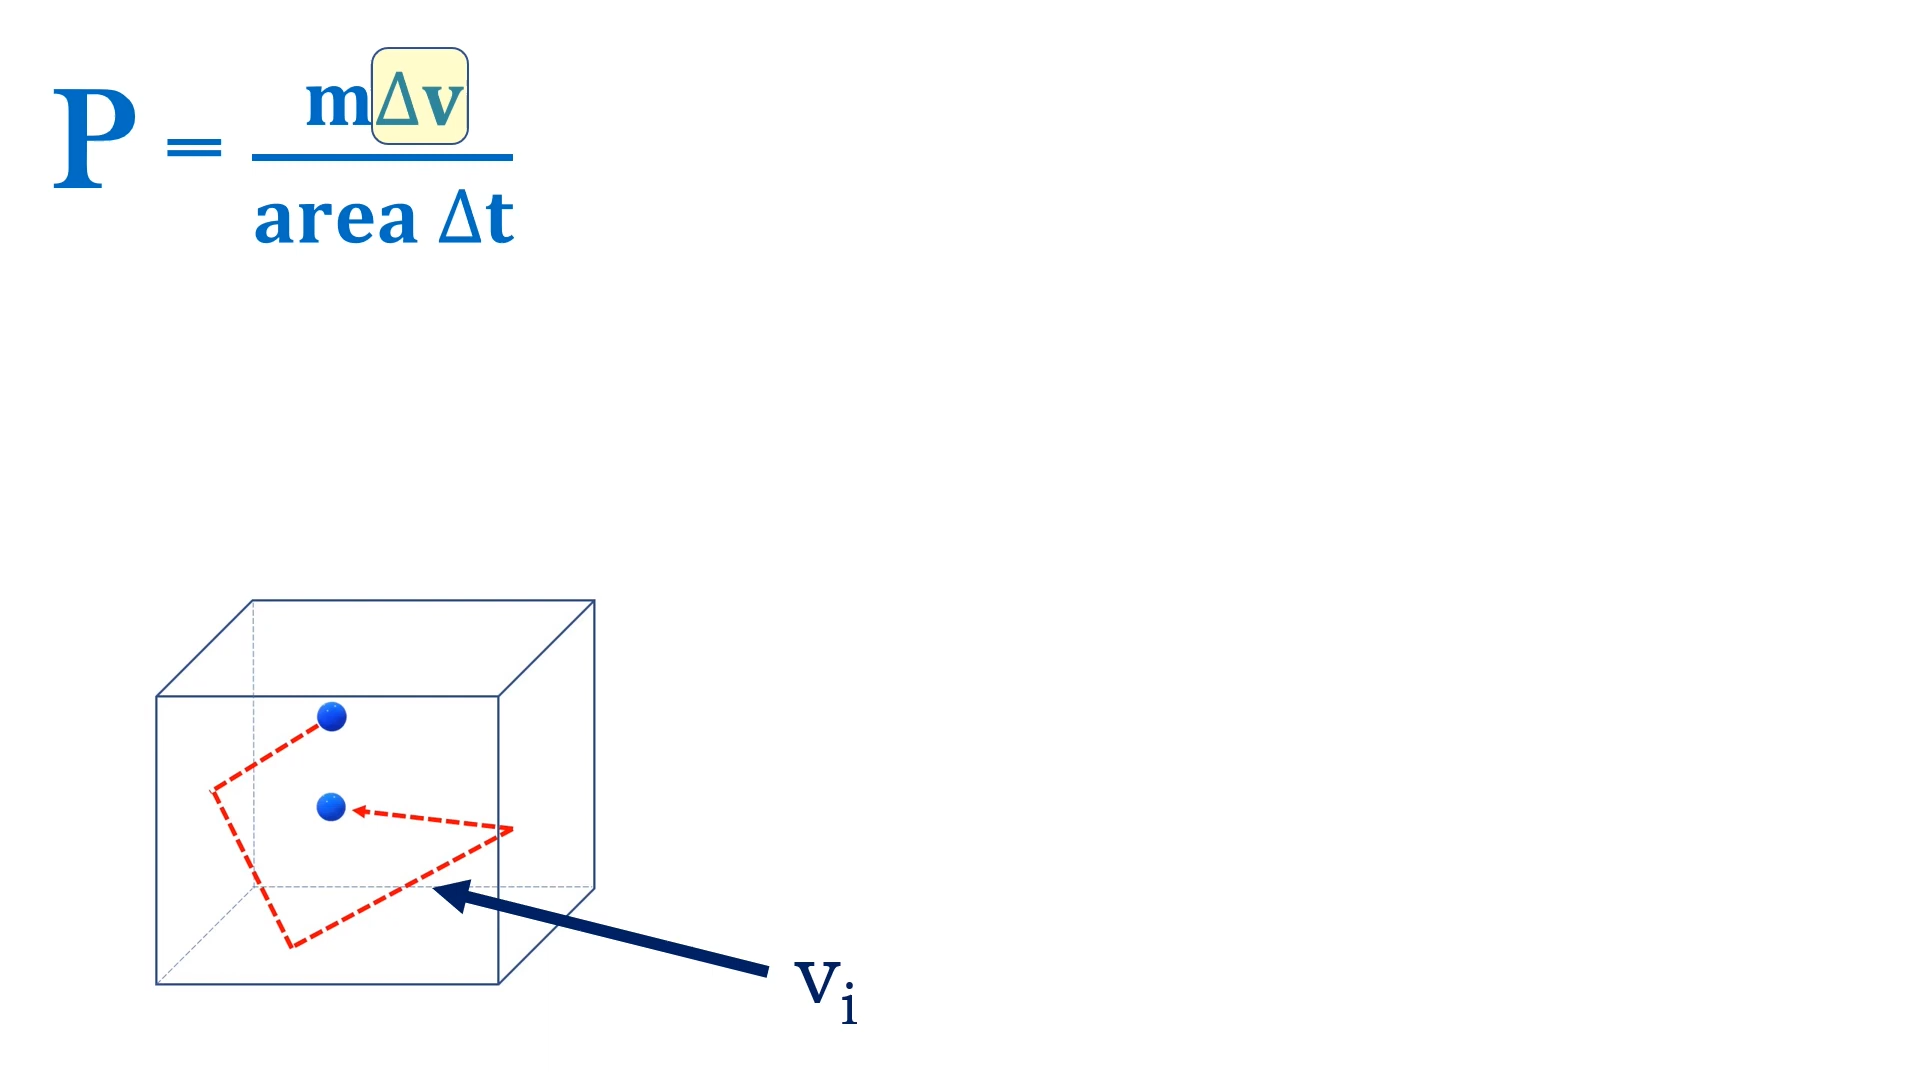 P = mΔv
area Δt
vᵢ